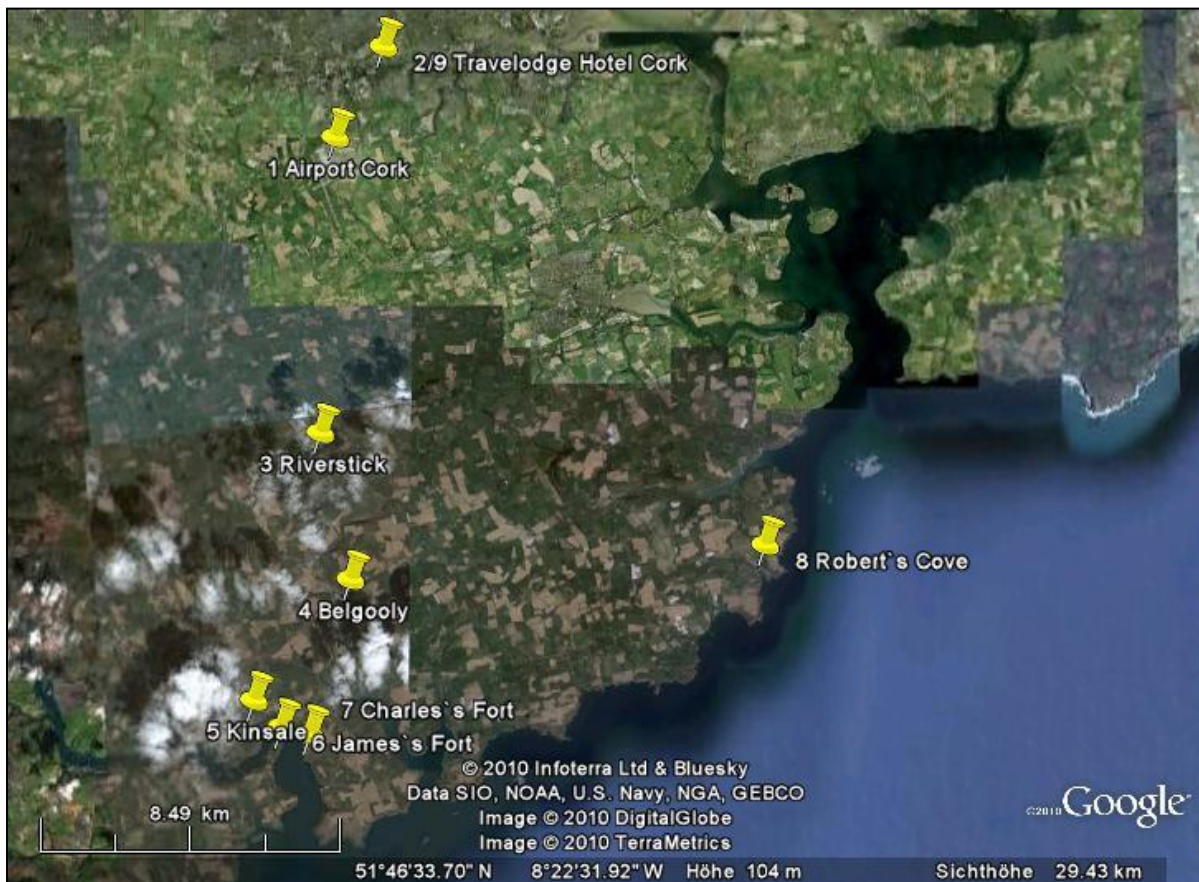 2/9 Travelodge Hotel Cork
1 Airport Cork
3 Riverstick
8 Robert`s Cove
4 Belgooly
7 Charles`s Fort
5 Kinsale
6 James`s Fort
© 2010 Infoterra Ltd & Bluesky
Data SIO, NOAA, U.S. Navy, NGA, GEBCO
Image © 2010 DigitalGlobe
Image © 2010 TerraMetrics
8.49 km
©2010 Google
51°46'33.70" N 8°22'31.92" W Höhe 104 m Sichthöhe 29.43 km